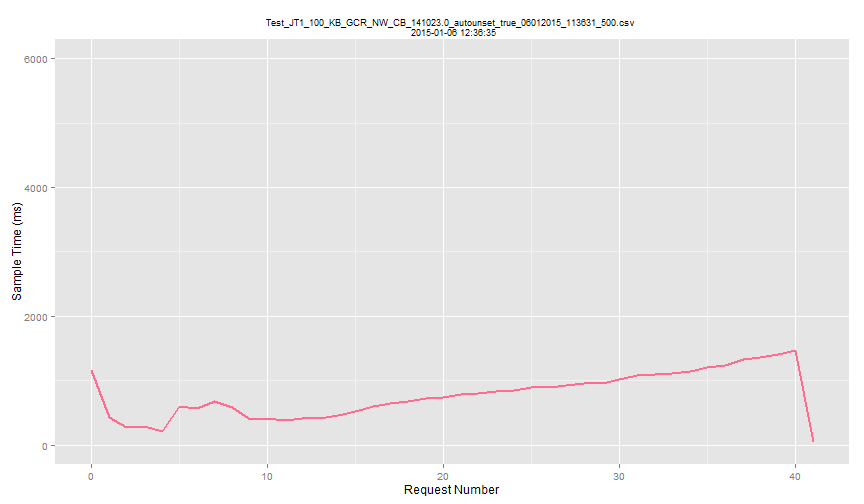 Test_JT1_100_KB_GCR_NW_CB_141023.0_autounset_true_06012015_113631_500.csv
2015-01-06 12:36:35
6000
4000
2000
0
Sample Time (ms)
0 10 20 30 40
Request Number